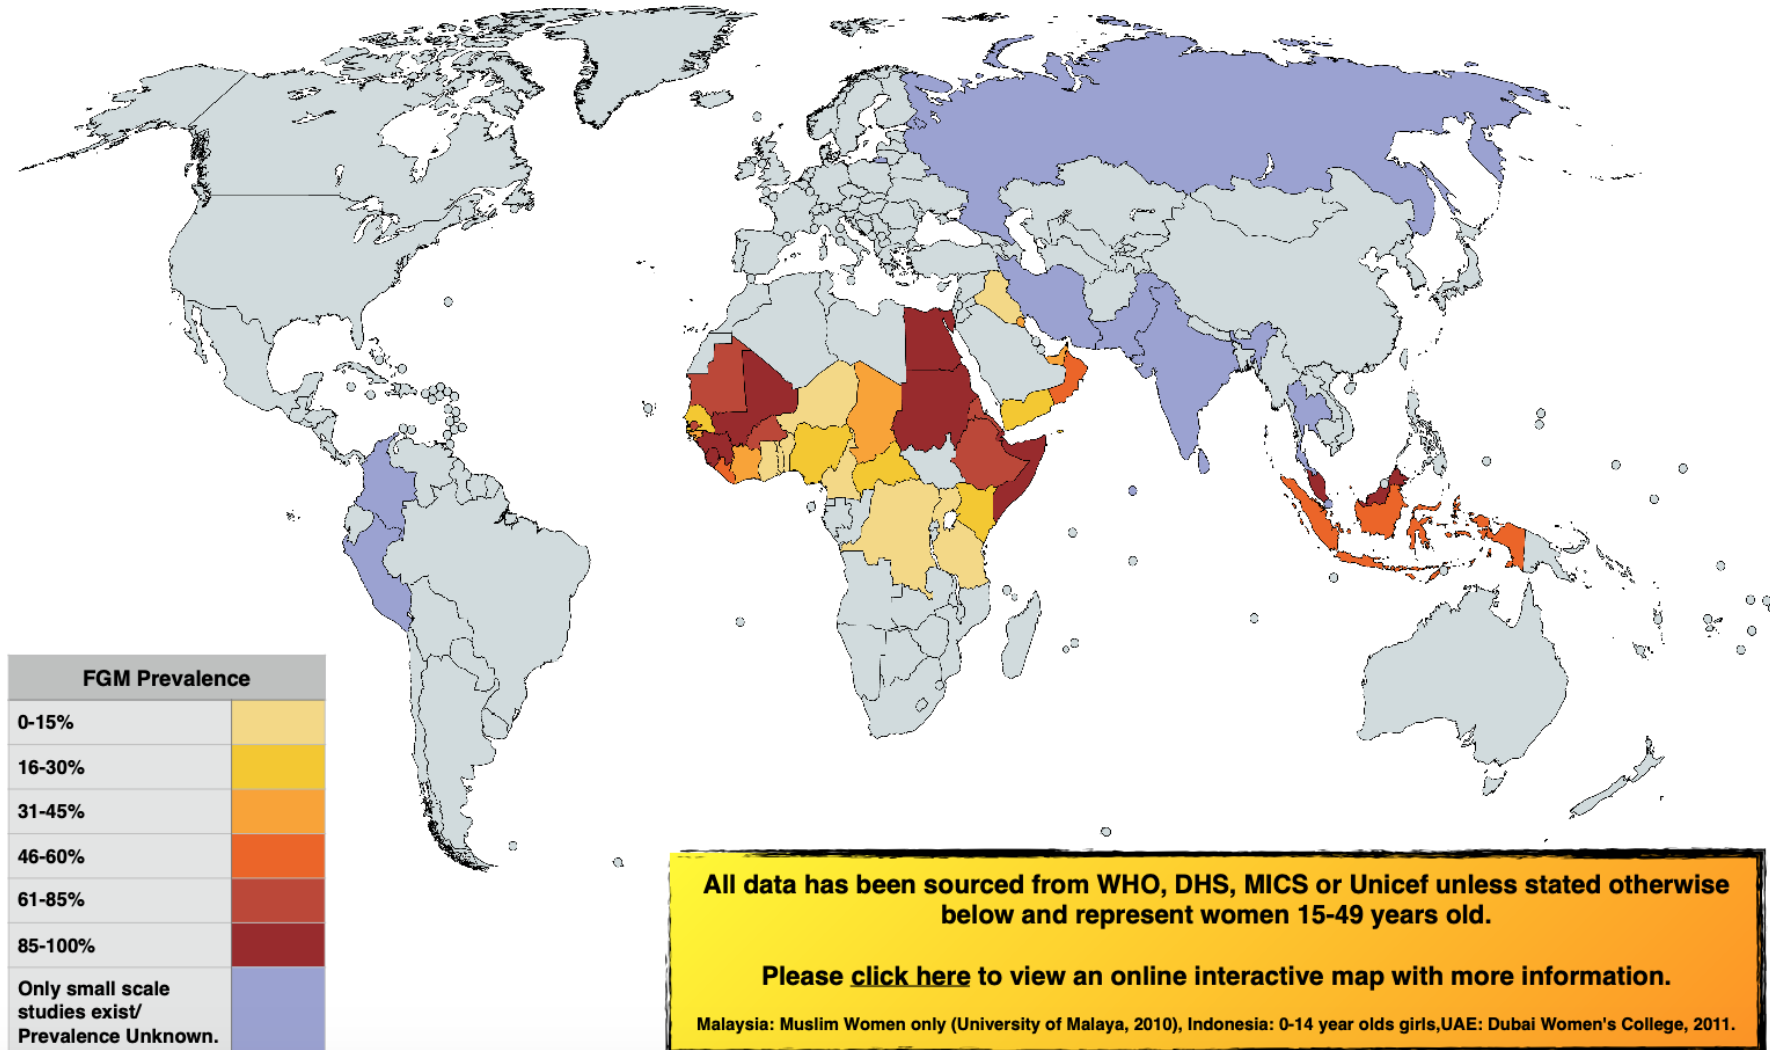 FGM Prevalence
0-15%
16-30%
31-45%
46-60%
61-85%
85-100%
Only small scale
studies exist/
Prevalence Unknown.
All data has been sourced from WHO, DHS, MICS or Unicef unless stated otherwise
below and represent women 15-49 years old.
Please click here to view an online interactive map with more information.
Malaysia: Muslim Women only (University of Malaya, 2010), Indonesia: 0-14 year olds girls,UAE: Dubai Women's College, 2011.